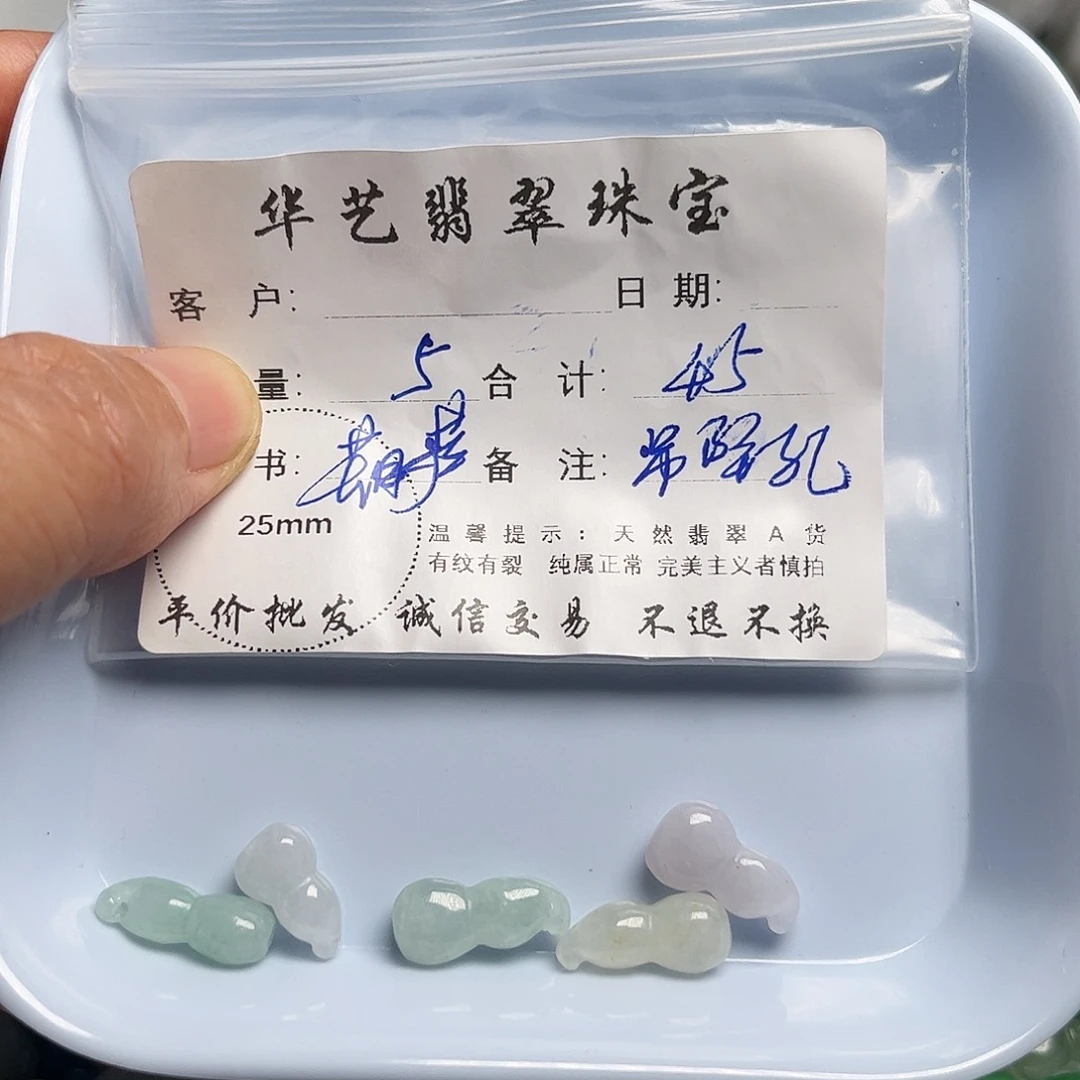 华艺翡翠珠宝
客 户: 日 期:
量: 5 合 计: 45
书: 葫芦 备 注: 吊 孔
25mm
温馨提示：天然翡翠A货
有纹有裂 纯属正常 完美主义者慎拍
平价批发 诚信交易 不退不换